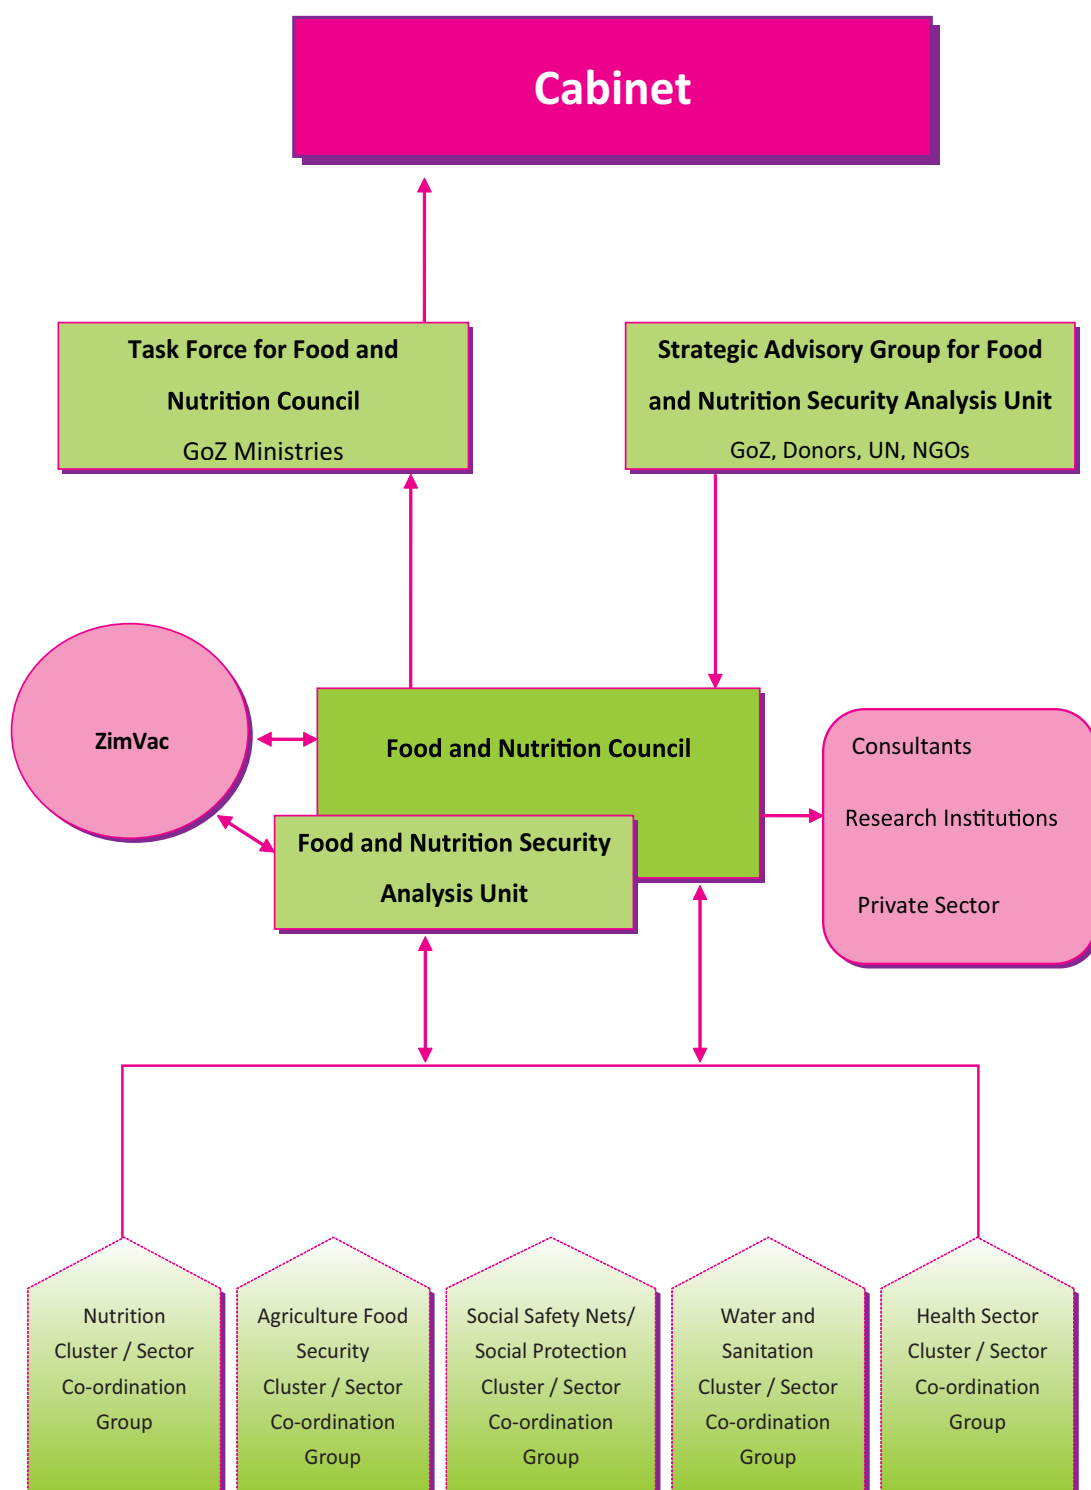 Cabinet
Task Force for Food and
Nutrition Council
GoZ Ministries
Strategic Advisory Group for Food
and Nutrition Security Analysis Unit
GoZ, Donors, UN, NGOs
ZimVac
Food and Nutrition Council
Food and Nutrition Security
Analysis Unit
Consultants
Research Institutions
Private Sector
Nutrition
Cluster / Sector
Co-ordination
Group
Agriculture Food
Security
Cluster / Sector
Co-ordination
Group
Social Safety Nets/
Social Protection
Cluster / Sector
Co-ordination
Group
Water and
Sanitation
Cluster / Sector
Co-ordination
Group
Health Sector
Cluster / Sector
Co-ordination
Group